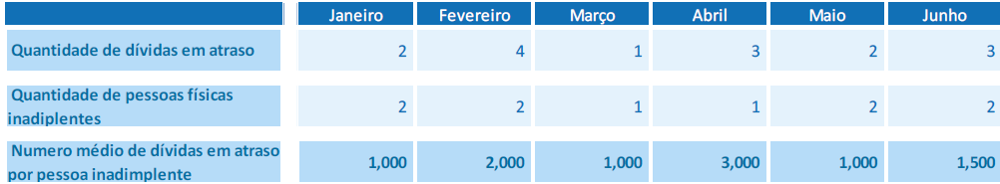 Janeiro Fevereiro Março Abril Maio Junho
Quantidade de dívidas em atraso 2 4 1 3 2 3
Quantidade de pessoas físicas
inadiplentes 2 2 1 1 2 2
Numero médio de dívidas em atraso
por pessoa inadimplente 1,000 2,000 1,000 3,000 1,000 1,500